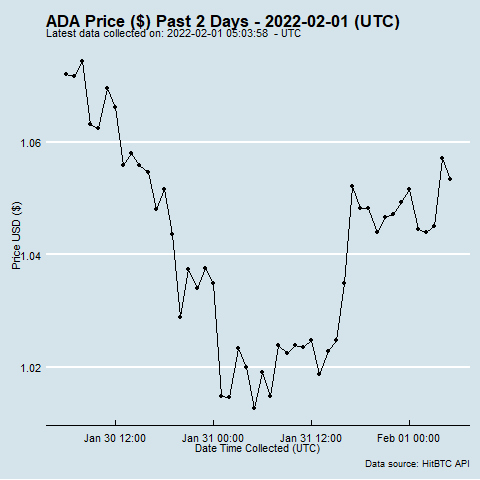 ADA Price ($) Past 2 Days - 2022-02-01 (UTC)
Latest data collected on: 2022-02-01 05:03:58 - UTC
1.06
1.04
1.02
Price USD ($)
Jan 30 12:00 Jan 31 00:00 Jan 31 12:00 Feb 01 00:00
Date Time Collected (UTC)
Data source: HitBTC API